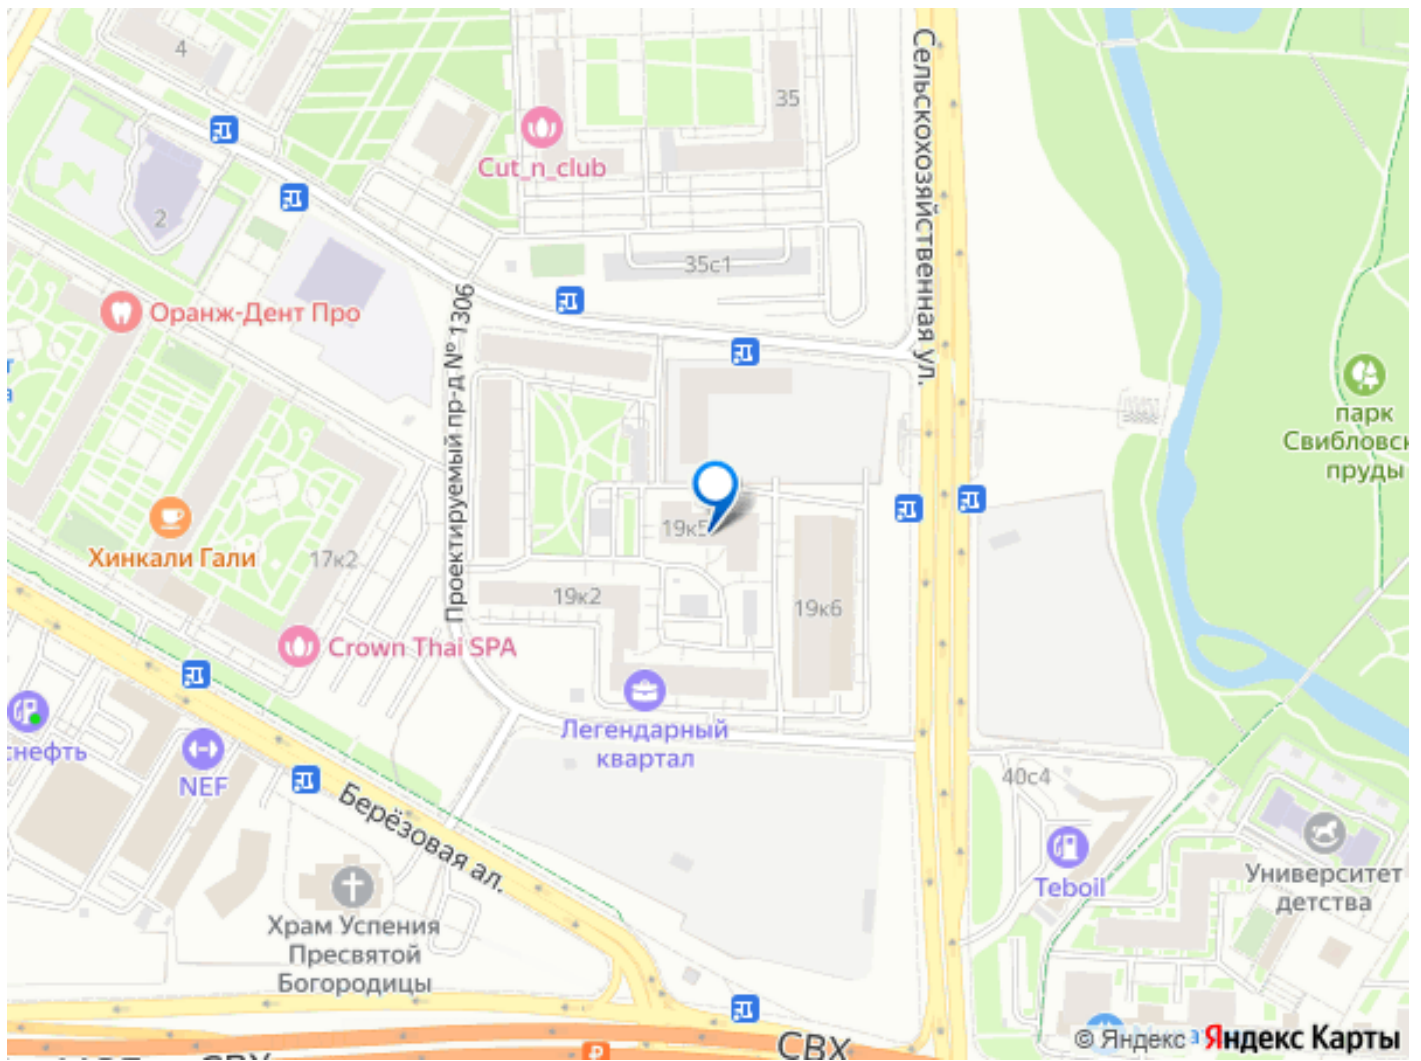 4
35
Cut_n_club
Сельскохозяйственная ул.
2
35с1
Оранж-Дент Про
Проектируемый пр-д № 1306
парк
Свибловск
пруды
19к5
Хинкали Гали
17к2
19к2
19к6
Crown Thai SPA
Легендарный
квартал
снефть
NEF
40с4
Берёзовая ал.
Teboil
Университет
детства
Храм Успения
Пресвятой
Богородицы
СВХ
СВХ
© Яндекс Яндекс Карты